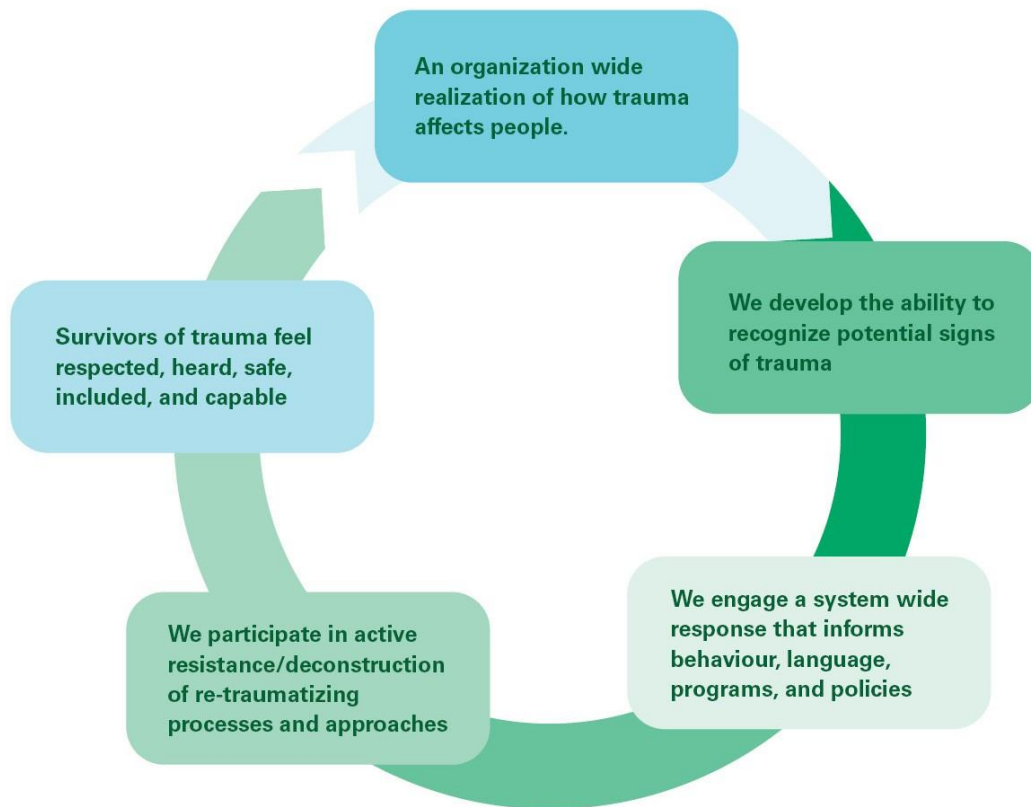 An organization wide
realization of how trauma
affects people.
We develop the ability to
recognize potential signs
of trauma
We engage a system wide
response that informs
behaviour, language,
programs, and policies
We participate in active
resistance/deconstruction
of re-traumatizing
processes and approaches
Survivors of trauma feel
respected, heard, safe,
included, and capable